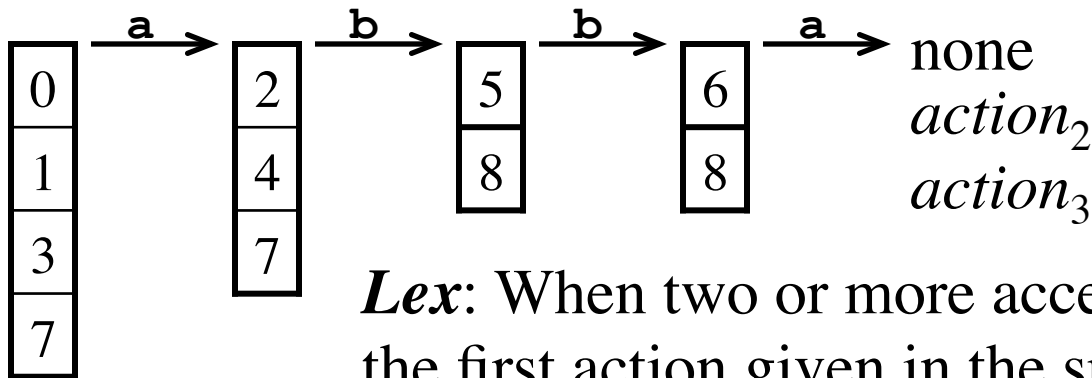 a b b a
0 2 5 6 none
1 4 8 8 action2
3 7 action3
7
Lex: When two or more
the first action given in the